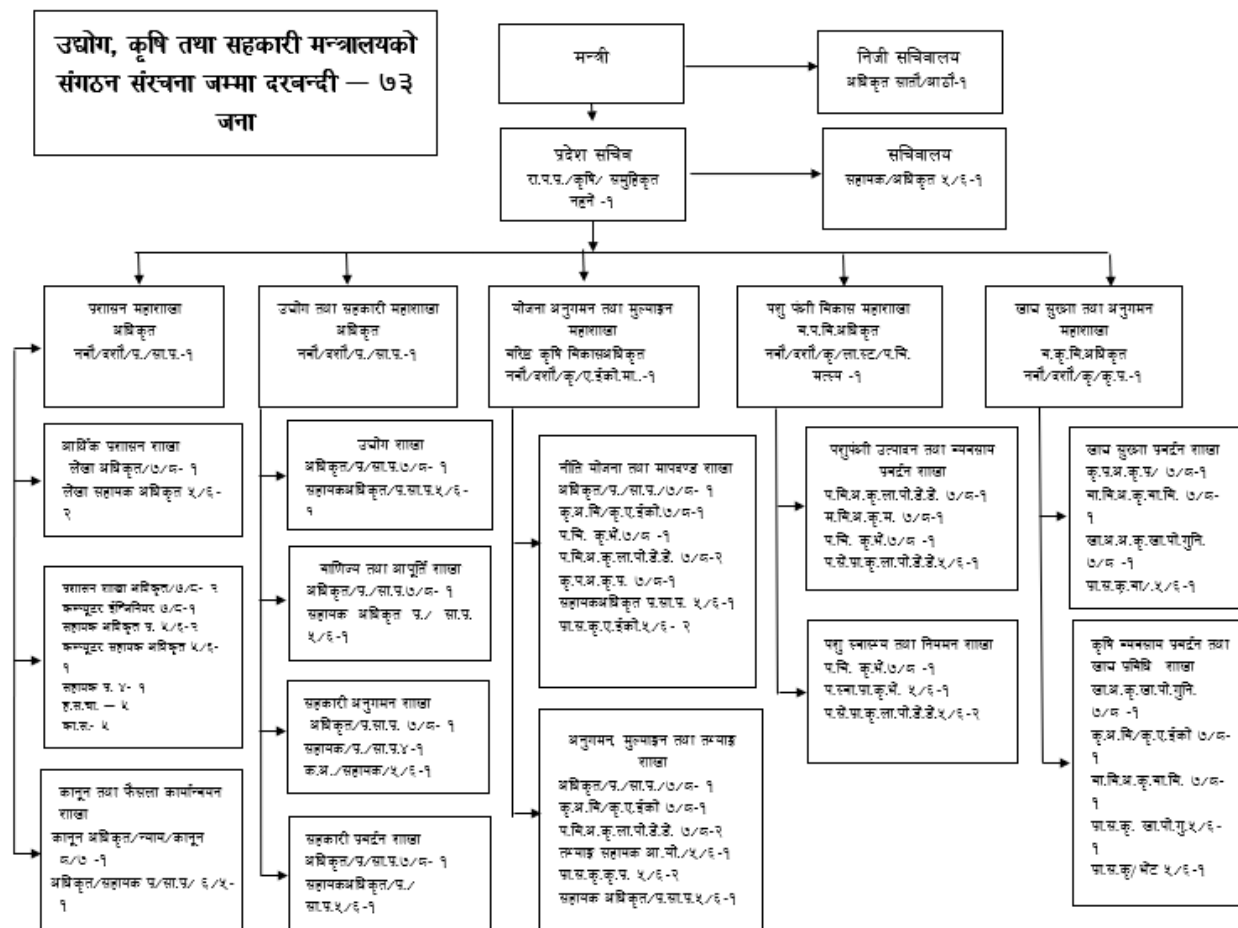 उद्योग, कृषि तथा सहकारी मन्त्रालयको
संगठन संरचना जम्मा दरवन्दी — ७३
जना
मन्त्री
निजी सचिवालय
अधिकृत सातौं/आठौं-१
प्रदेश सचिव
रा.प.प्र./कृषि/ समुहिकृत
नहुने -१
सचिवालय
सहायक/अधिकृत ५/६-१
प्रशासन महाशाखा
अधिकृत
नवौं/दशौं/प्र./सा.प्र.-१
उद्योग तथा सहकारी महाशाखा
अधिकृत
नवौं/दशौं/प्र./सा.प्र.-१
योजना अनुगमन तथा मुल्याङ्कन
महाशाखा
वरिष्ठ कृषि विकासअधिकृत
नवौं/दशौं/कृ/ए.ईको.मा..-१
पशु पंक्षी विकास महाशाखा
व.प.वि.अधिकृत
नवौं/दशौं/कृ/ला.स्ट/प.चि.
मत्स्य -१
खाद्य सुरक्षा तथा अनुगमन
महाशाखा
व.कृ.वि.अधिकृत
नवौं/दशौं/कृ/कृ.प्र.-१
आर्थिक प्रशासन शाखा
लेखा अधिकृत/७/८- १
लेखा सहायक अधिकृत ५/६-
२
प्रशासन शाखा अधिकृत/७/८- २
कम्प्यूटर ईन्जिनियर ७/८-१
सहायक अधिकृत प्र. ५/६-२
कम्प्यूटर सहायक अधिकृत ५/६-
१
सहायक प्र. ४- १
ह.स.चा. — ५
का.स.- ५
कानून तथा फैसला कार्यान्वयन
शाखा
कानून अधिकृत/न्याय/कानून
८/७ -१
अधिकृत/सहायक प्र/सा.प्र/ ६/५-
१
उद्योग शाखा
अधिकृत/प्र/सा.प्र.७/८- १
सहायकअधिकृत/प्र.सा.प्र.५/६-
१
वाणिज्य तथा आपूर्ति शाखा
अधिकृत/प्र./सा.प्र.७/८- १
सहायक अधिकृत प्र./ सा.प्र.
५/६-१
सहकारी अनुगमन शाखा
अधिकृत/प्र.सा.प्र. ७/८- १
सहायक/प्र./सा.प्र.४-१
क.अ./सहायक/५/६-१
सहकारी प्रवर्द्धन शाखा
अधिकृत/प्र/सा.प्र.७/८- १
सहायकअधिकृत/प्र./
सा.प्र.५/६-१
नीति योजना तथा मापदण्ड शाखा
अधिकृत/प्र./सा.प्र./७/८- १
कृ.अ.वि/कृ.ए.ईको.७/८-१
प.चि. कृ.भे.७/८ -१
प.वि.अ.कृ.ला.पो.डे.डे. ७/८-२
कृ.प्र.अ.कृ.प्र. ७/८-१
सहायकअधिकृत प्र.सा.प्र. ५/६-१
प्रा.स.कृ.ए.ईको.५/६- २
अनुगमन, मुल्याङ्कन तथा तथ्याङ्क
शाखा
अधिकृत/प्र./सा.प्र./७/८- १
कृ.अ.वि/कृ.ए.ईको ७/८-१
प.वि.अ.कृ.ला.पो.डे.डे. ७/८-२
तथ्याङ्क सहायक आ.यो./५/६-१
प्रा.स.कृ.कृ.प्र. ५/६-२
सहायक अधिकृत/प्र.सा.प्र.५/६-१
पशुपंक्षी उत्पादन तथा व्यवसाय
प्रवर्द्धन शाखा
प.वि.अ.कृ.ला.पो.डे.डे. ७/८-१
म.वि.अ.कृ.म. ७/८-१
प.चि. कृ.भे.७/८ -१
प.से.प्रा.कृ.ला.पो.डे.डे.५/६-१
पशु स्वास्थ्य तथा नियमन शाखा
प.चि. कृ.भे.७/८ -१
प.स्वा.प्रा.कृ.भे. ५/६-१
प.से.प्रा.कृ.ला.पो.डे.डे.५/६-२
खाद्य सुरक्षा प्रवर्द्धन शाखा
कृ.प्र.अ.कृ.प्र/ ७/८-१
बा.वि.अ.कृ.बा.वि. ७/८-
१
खा.अ.अ.कृ.खा.पो.गुनि.
७/८ -१
प्रा.स.कृ.बा/.५/६-१
कृषि व्यवसाय प्रवर्द्धन तथा
खाद्य प्रविधि शाखा
खा.अ.कृ.खा.पो.गुनि.
७/८ -१
कृ.अ.वि/कृ.ए.ईको ७/८-
१
बा.वि.अ.कृ.बा.वि. ७/८-
१
प्रा.स.कृ. खा.पो.गु.५/६-
१
प्रा.स.कृ/ भेट ५/६-१